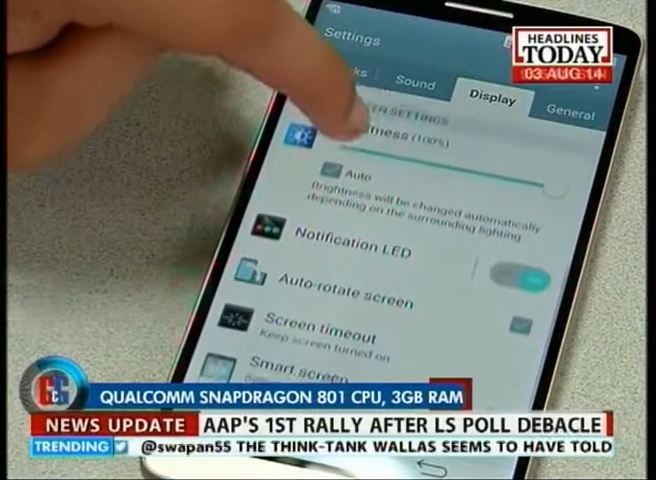 HEADLINES
TODAY
03 AUG 14
Settings
Sound
Display
General
SETTINGS
(100%)
Auto
Brightness will be changed automatically
depending on the surrounding lighting
Notification LED
Auto-rotate screen
Screen timeout
Keep screen turned on
Smart screen
QUALCOMM SNAPDRAGON 801 CPU, 3GB RAM
NEWS UPDATE AAP'S 1ST RALLY AFTER LS POLL DEBACLE
TRENDING @swapan55 THE THINK-TANK WALLAS SEEMS TO HAVE TOLD